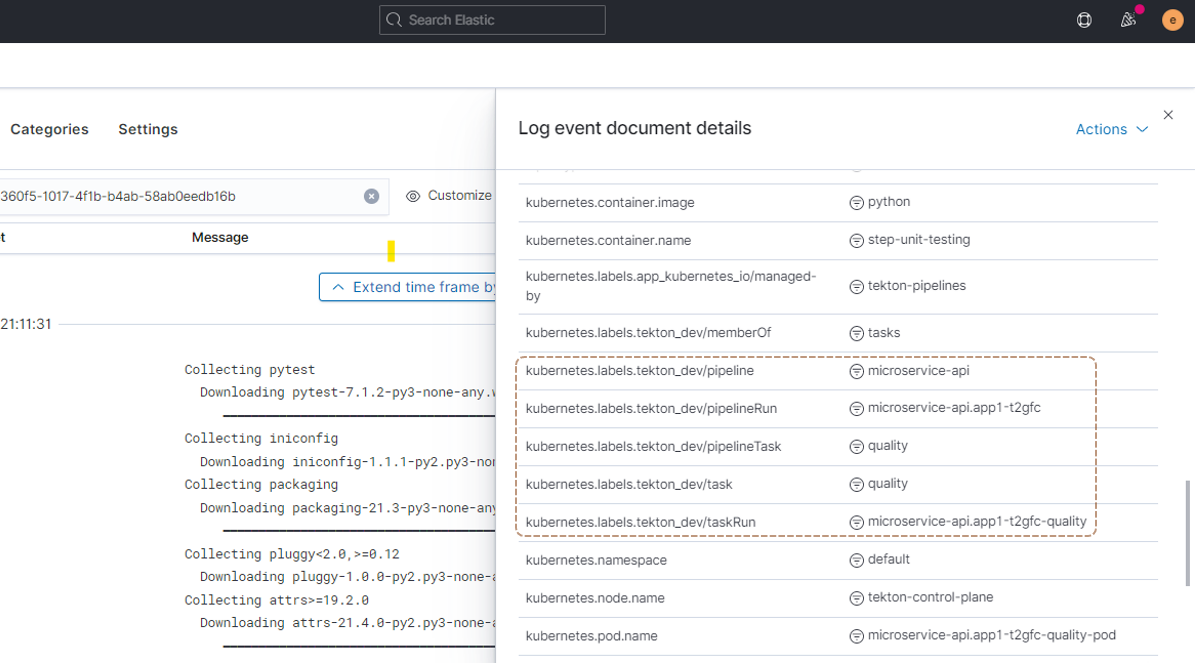 Search Elastic
e
Categories Settings
360f5-1017-4f1b-b4ab-58ab0eedb16b
Customize
Message
Extend time frame by
21:11:31
Collecting pytest
Downloading pytest-7.1.2-py3-none-any.w
Collecting iniconfig
Downloading iniconfig-1.1.1-py2.py3-non
Collecting packaging
Downloading packaging-21.3-py3-none-any
Collecting pluggy<2.0,>=0.12
Downloading pluggy-1.0.0-py2.py3-none-a
Collecting attrs>=19.2.0
Downloading attrs-21.4.0-py2.py3-none-a
Log event document details
Actions
kubernetes.container.image python
kubernetes.container.name step-unit-testing
kubernetes.labels.app_kubernetes_io/managed-
by
tekton-pipelines
kubernetes.labels.tekton_dev/memberOf tasks
kubernetes.labels.tekton_dev/pipeline microservice-api
kubernetes.labels.tekton_dev/pipelineRun microservice-api.app1-t2gfc
kubernetes.labels.tekton_dev/pipelineTask quality
kubernetes.labels.tekton_dev/task quality
kubernetes.labels.tekton_dev/taskRun microservice-api.app1-t2gfc-quality
kubernetes.namespace default
kubernetes.node.name tekton-control-plane
kubernetes.pod.name microservice-api.app1-t2gfc-quality-pod